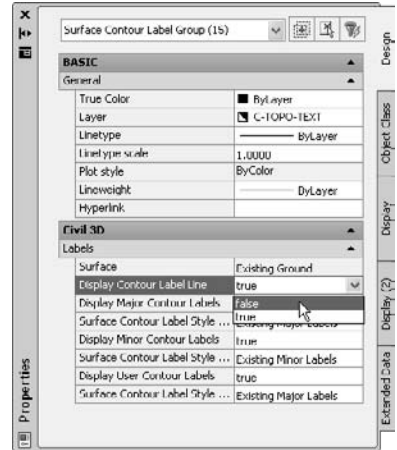 Surface Contour Label Group (15)
BASIC
General
True Color ByLayer
Layer C-TOPO-TEXT
Linetype ByLayer
Linetype scale 1.0000
Plot style ByColor
Lineweight ByLayer
Hyperlink
Civil 3D
Labels
Surface Existing Ground
Display Contour Label Line true
false
true
Display Major Contour Labels
Surface Contour Label Style ... Existing Major Labels
Display Minor Contour Labels true
Surface Contour Label Style ... Existing Minor Labels
Display User Contour Labels true
Surface Contour Label Style ... Existing Major Labels
Design
Object Class
Display
Display (2)
Extended Data
Properties